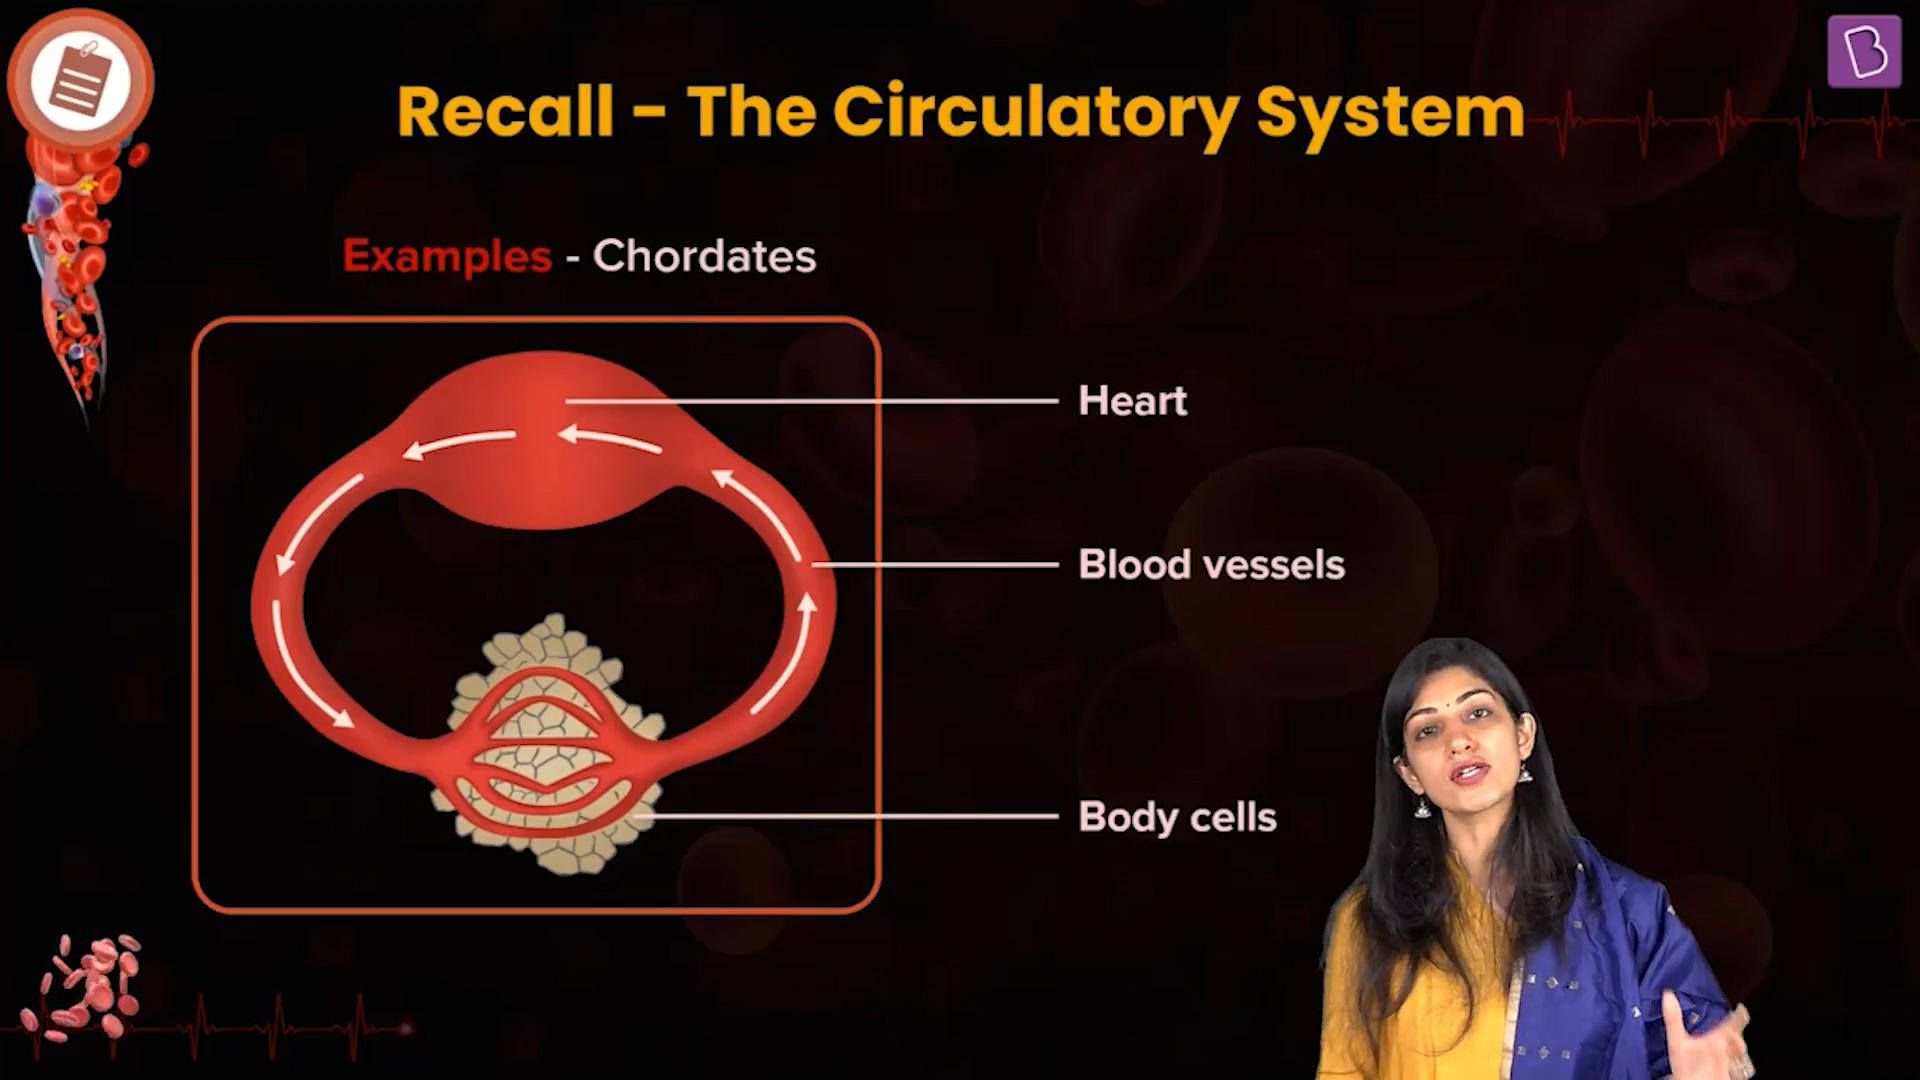 Recall - The Circulatory System
Examples - Chordates
Heart
Blood vessels
Body cells